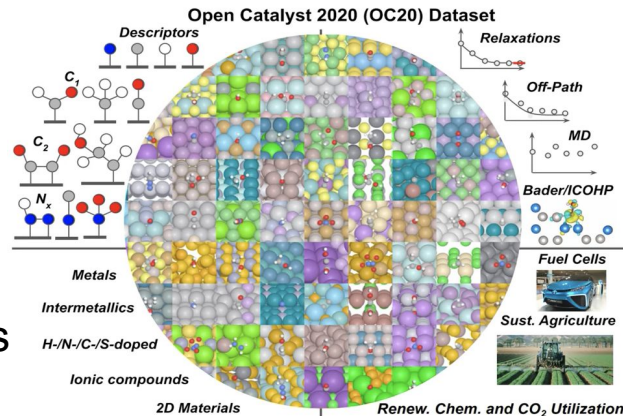 Open Catalyst 2020 (OC20) Dataset
Descriptors
C1
C2
Nx
Relaxations
Off-Path
MD
Bader/ICOHP
Metals
Intermetallics
H-/N-/C-/S-doped
Ionic compounds
2D Materials
s
Fuel Cells
Sust. Agriculture
Renew. Chem. and CO2 Utilization